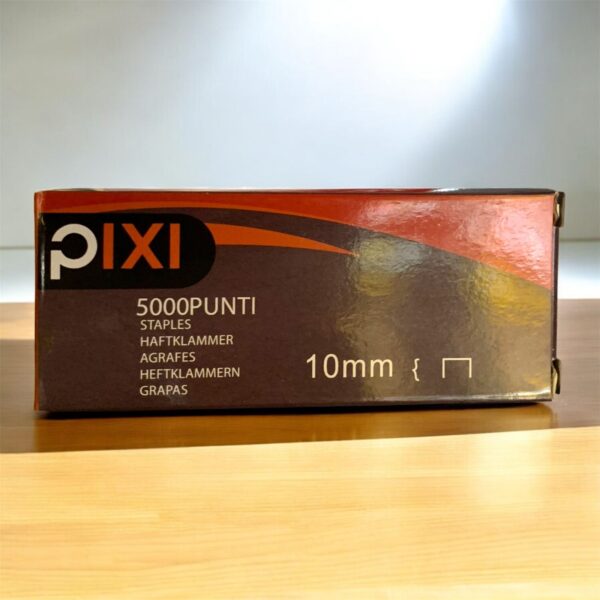 PIXI
5000PUNTI
STAPLES
HAFTKLAMMER
AGRAFES
HEFTKLAMMERN
GRAPAS
10mm {